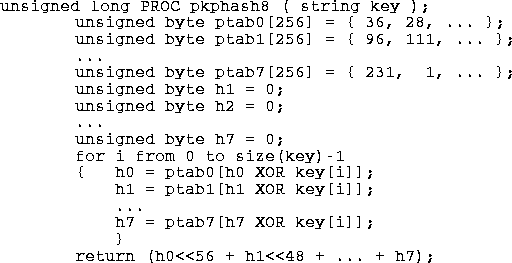 unsigned long PROC pkphash8 ( string key );
unsigned byte ptab0[256] = { 36, 28, ... };
unsigned byte ptab1[256] = { 96, 111, ... };
...
unsigned byte ptab7[256] = { 231, 1, ... };
unsigned byte h1 = 0;
unsigned byte h2 = 0;
...
unsigned byte h7 = 0;
for i from 0 to size(key)-1
{ h0 = ptab0[h0 XOR key[i]];
h1 = ptab1[h1 XOR key[i]];
...
h7 = ptab7[h7 XOR key[i]];
}
return (h0<<56 + h1<<48 + ... + h7);